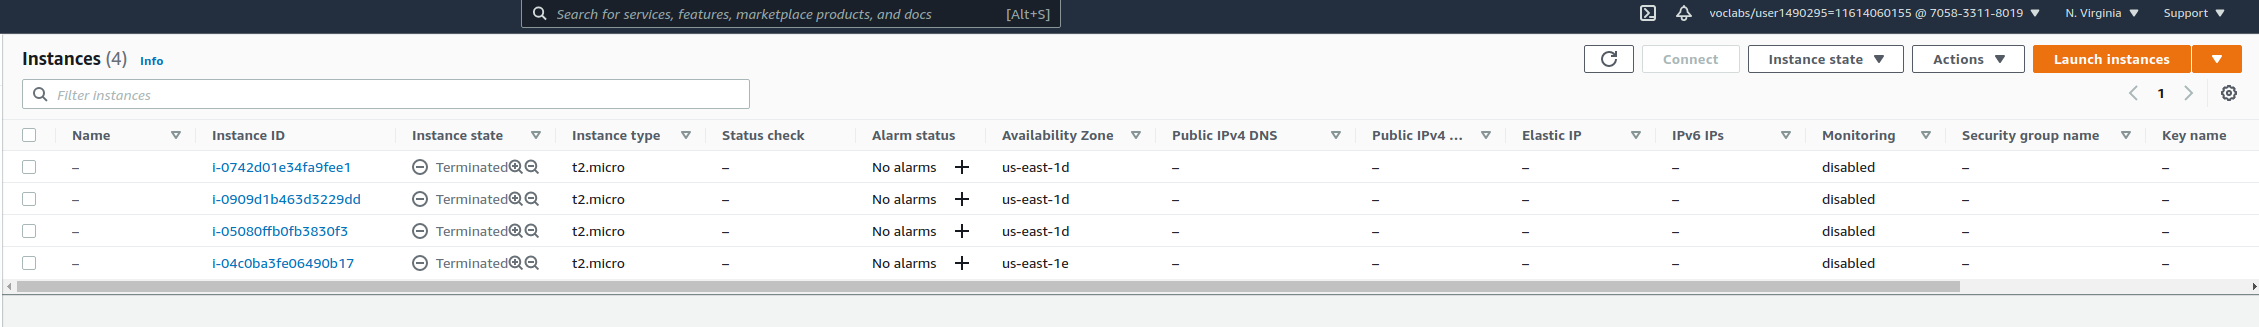 Search for services, features, marketplace products, and docs [Alt+S] voclabs/user1490295=11614060155 @ 7058-3311-8019 N. Virginia Support
Instances (4) Info Connect Instance state Actions Launch instances
Filter instances 1
Name Instance ID Instance state Instance type Status check Alarm status Availability Zone Public IPv4 DNS Public IPv4 ... Elastic IP IPv6 IPs Monitoring Security group name Key name
– i-0742d01e34fa9fee1 Terminated t2.micro – No alarms + us-east-1d – – – – disabled – –
– i-0909d1b463d3229dd Terminated t2.micro – No alarms + us-east-1d – – – – disabled – –
– i-05080ffb0fb3830f3 Terminated t2.micro – No alarms + us-east-1d – – – – disabled – –
– i-04c0ba3fe06490b17 Terminated t2.micro – No alarms + us-east-1e – – – – disabled – –